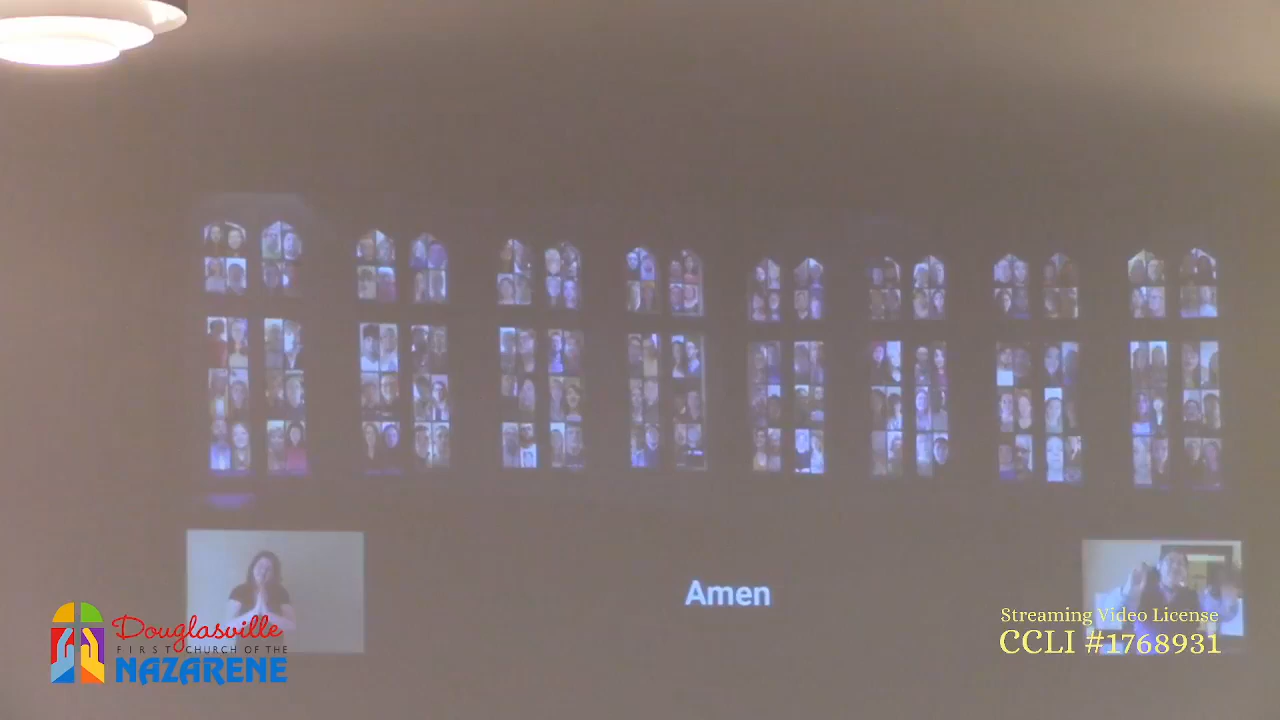 Amen
Streaming Video License
CCLI #1768931
Douglasville
FIRST CHURCH OF THE
NAZARENE